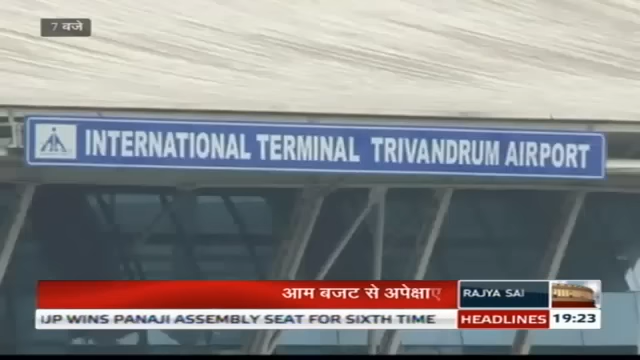 7 बजे
INTERNATIONAL TERMINAL TRIVANDRUM AIRPORT
आम बजट से अपेक्षाए
RAJYA SA
IJP WINS PANAJI ASSEMBLY SEAT FOR SIXTH TIME HEADLINES 19:23